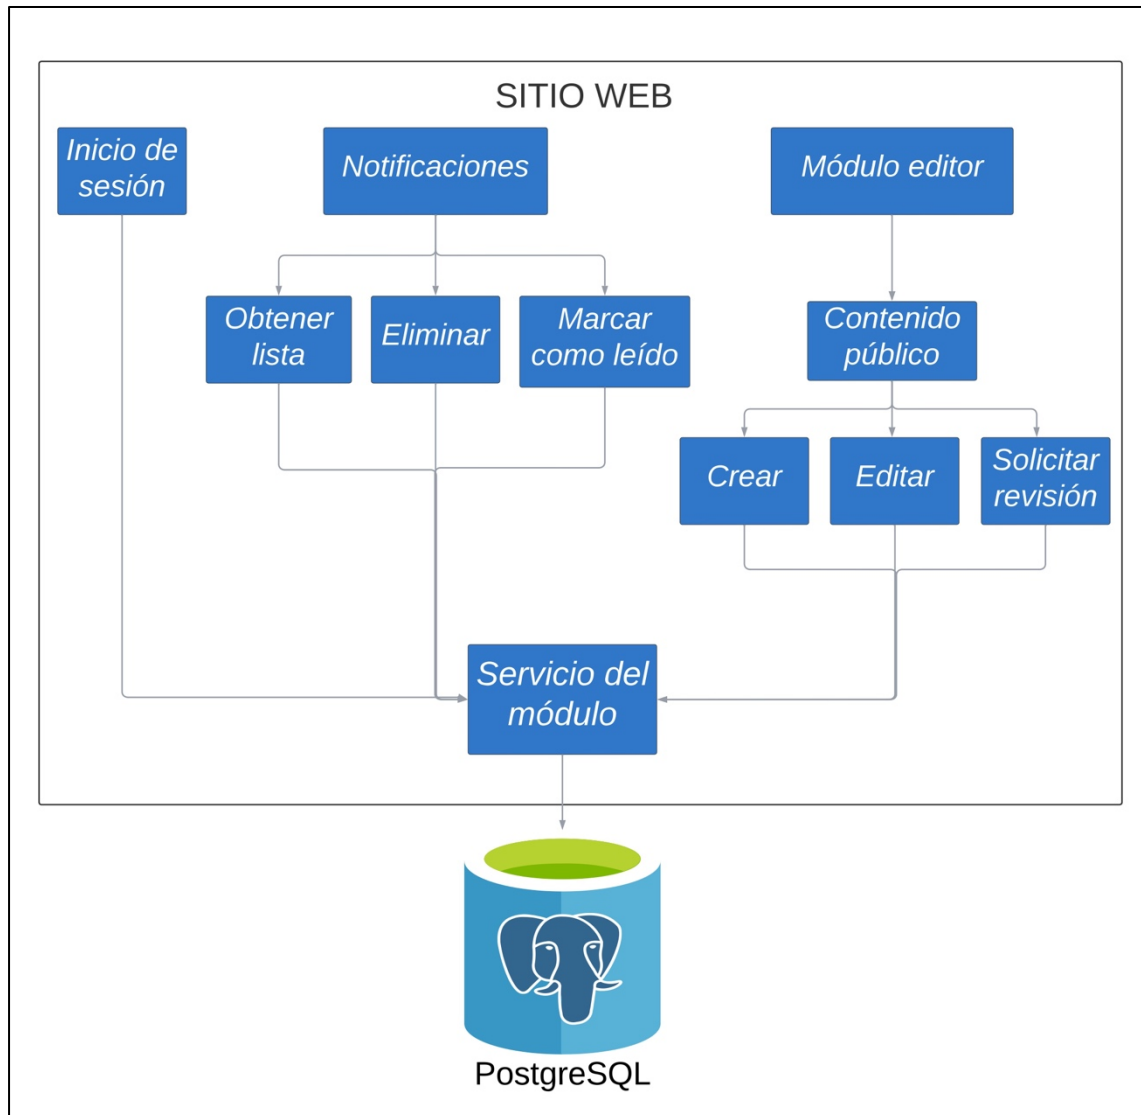 SITIO WEB
Inicio de
sesión
Notificaciones
Módulo editor
Obtener
lista
Eliminar
Marcar
como leído
Contenido
público
Crear
Editar
Solicitar
revisión
Servicio del
módulo
PostgreSQL